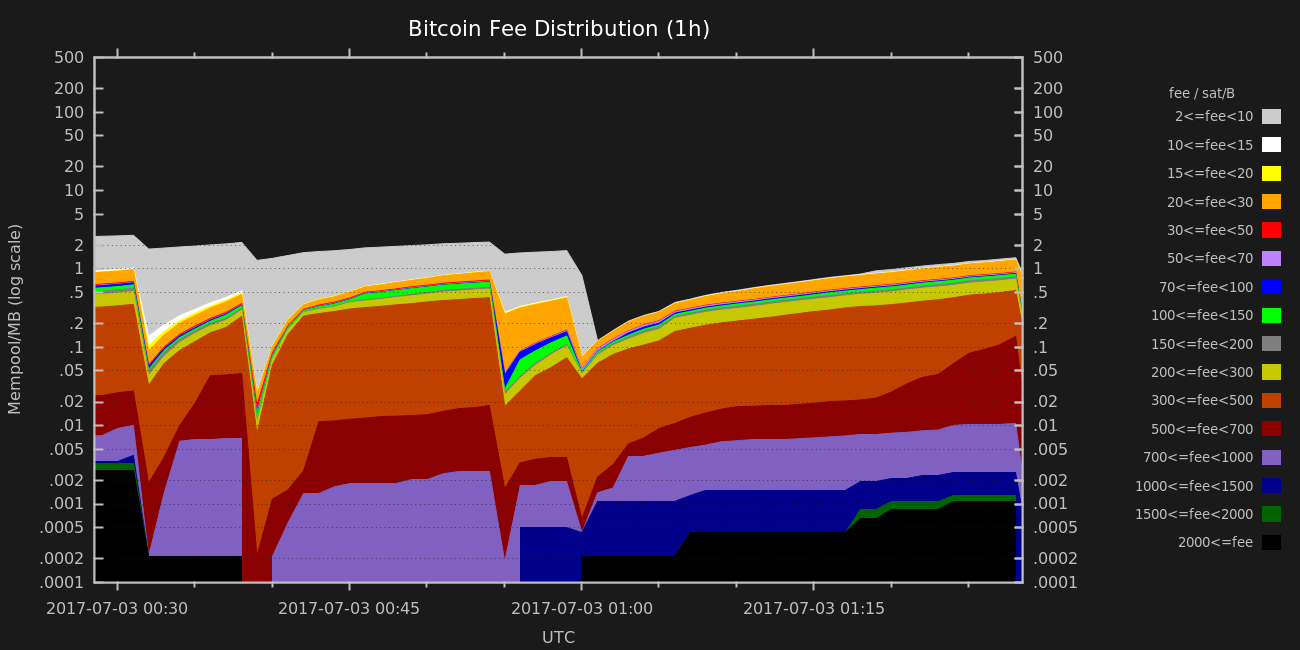 Bitcoin Fee Distribution (1h)
Mempool/MB (log scale)
500
200
100
50
20
10
5
2
1
.5
.2
.1
.05
.02
.01
.005
.002
.001
.0005
.0002
.0001
500
200
100
50
20
10
5
2
1
.5
.2
.1
.05
.02
.01
.005
.002
.001
.0005
.0002
.0001
2017-07-03 00:30
2017-07-03 00:45
2017-07-03 01:00
2017-07-03 01:15
UTC
fee / sat/B
2<=fee<10
10<=fee<15
15<=fee<20
20<=fee<30
30<=fee<50
50<=fee<70
70<=fee<100
100<=fee<150
150<=fee<200
200<=fee<300
300<=fee<500
500<=fee<700
700<=fee<1000
1000<=fee<1500
1500<=fee<2000
2000<=fee